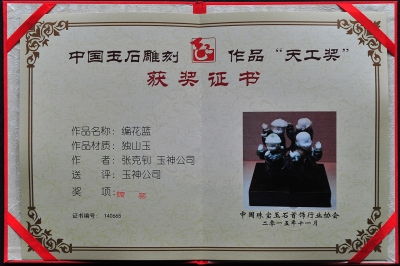 中国玉石雕刻 作品“天工奖”
获奖证书
作品名称：编花篮
作品材质：独山玉
作 者：张克钊 玉神公司
送 评：玉神公司
奖 项：铜 奖
证书编号：140665
中国珠宝玉石首饰行业协会
二零一五年十一月